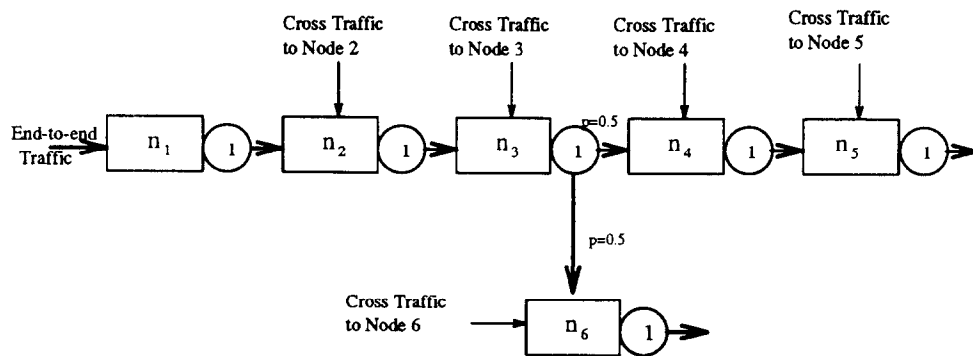 Cross Traffic
to Node 2
Cross Traffic
to Node 3
Cross Traffic
to Node 4
Cross Traffic
to Node 5
End-to-end
Traffic
n1
1
n2
1
n3
p=0.5
1
n4
1
n5
1
p=0.5
Cross Traffic
to Node 6
n6
1